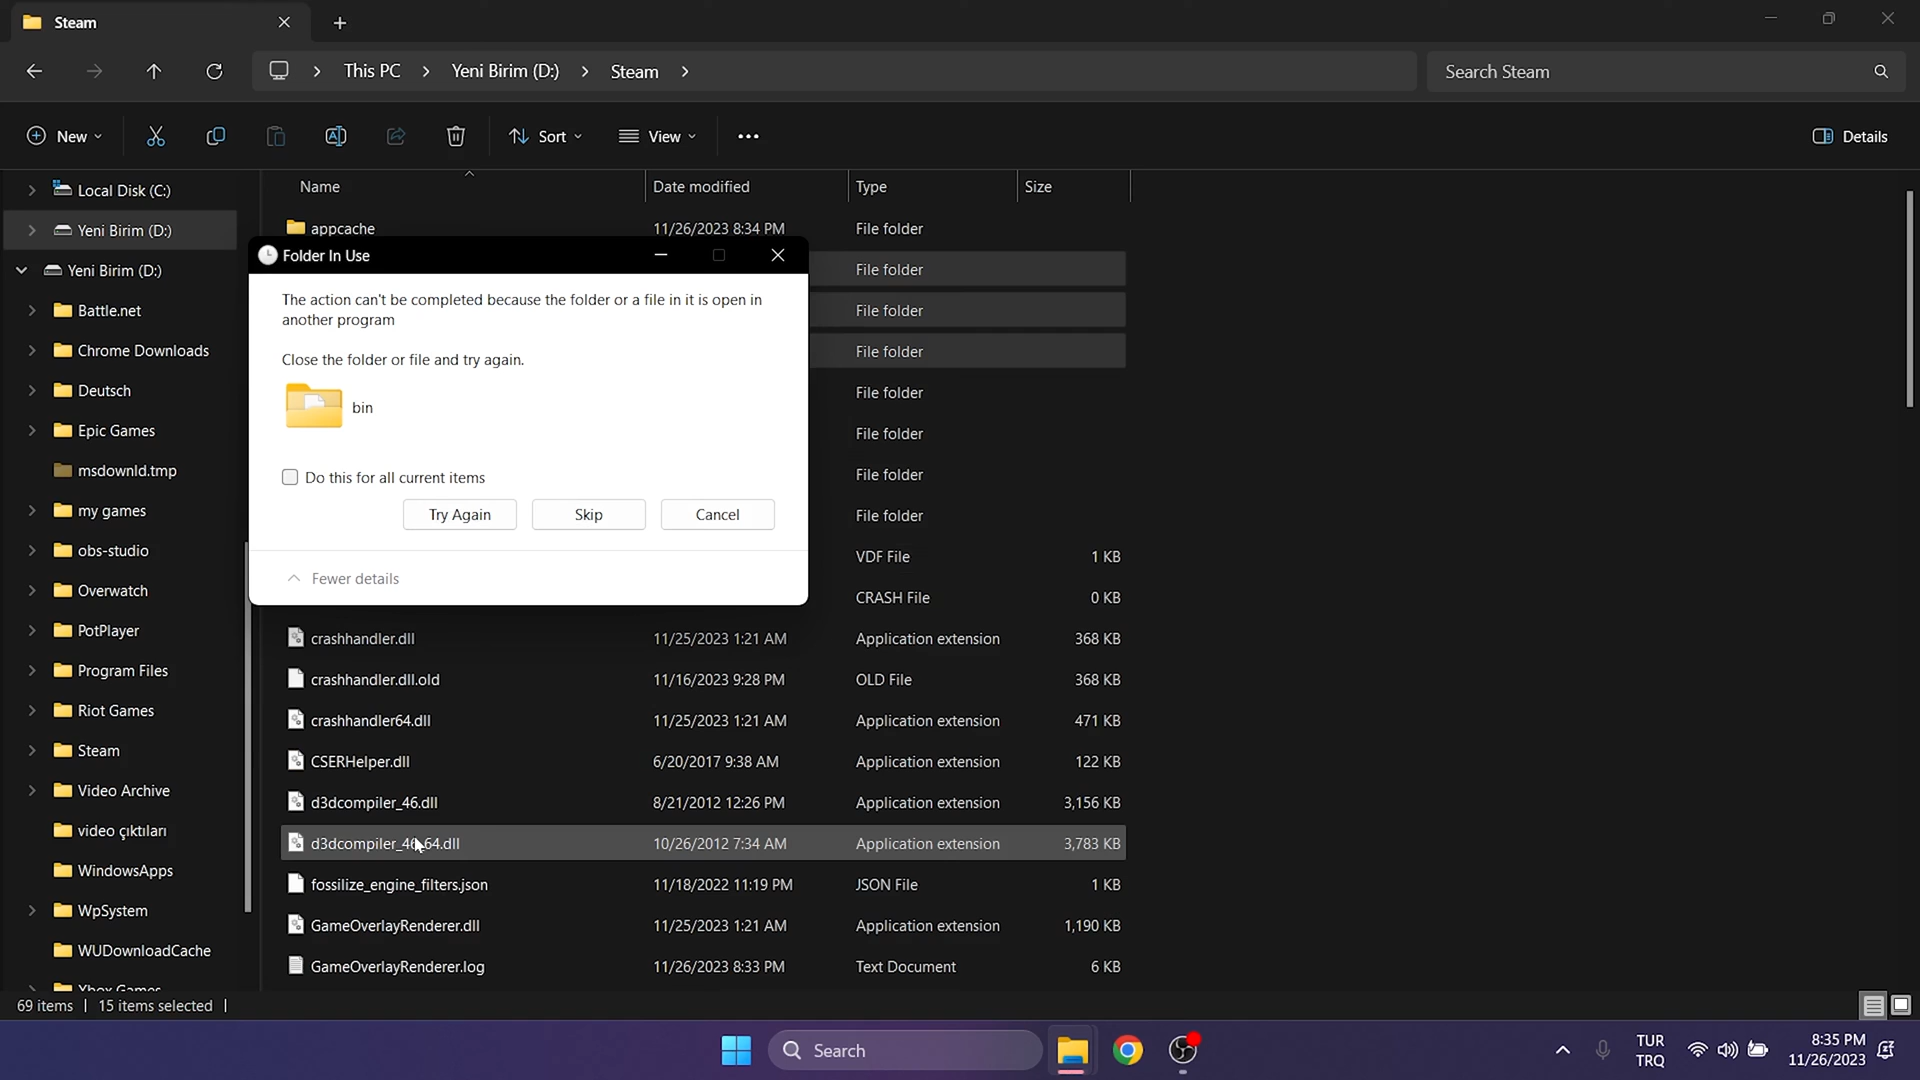 Steam
This PC
Yeni Birim (D:)
Steam
Search Steam
New
Sort
View
Details
Local Disk (C:)
Yeni Birim (D:)
Yeni Birim (D:)
Battle.net
Chrome Downloads
Deutsch
Epic Games
msdownld.tmp
my games
obs-studio
Overwatch
PotPlayer
Program Files
Riot Games
Steam
Video Archive
video çıktıları
WindowsApps
WpSystem
WUDownloadCache
Xbox Games
Name Date modified Type Size
appcache 11/26/2023 8:34 PM File folder
File folder
File folder
File folder
File folder
File folder
File folder
File folder
VDF File 1 KB
CRASH File 0 KB
crashhandler.dll 11/25/2023 1:21 AM Application extension 368 KB
crashhandler.dll.old 11/16/2023 9:28 PM OLD File 368 KB
crashhandler64.dll 11/25/2023 1:21 AM Application extension 471 KB
CSERHelper.dll 6/20/2017 9:38 AM Application extension 122 KB
d3dcompiler_46.dll 8/21/2012 12:26 PM Application extension 3,156 KB
d3dcompiler_46_64.dll 10/26/2012 7:34 AM Application extension 3,783 KB
fossilize_engine_filters.json 11/18/2022 11:19 PM JSON File 1 KB
GameOverlayRenderer.dll 11/25/2023 1:21 AM Application extension 1,190 KB
GameOverlayRenderer.log 11/26/2023 8:33 PM Text Document 6 KB
Folder In Use
The action can't be completed because the folder or a file in it is open in
another program
Close the folder or file and try again.
bin
Do this for all current items
Try Again
Skip
Cancel
Fewer details
69 items
15 items selected
Search
TUR
TRQ
8:35 PM
11/26/2023